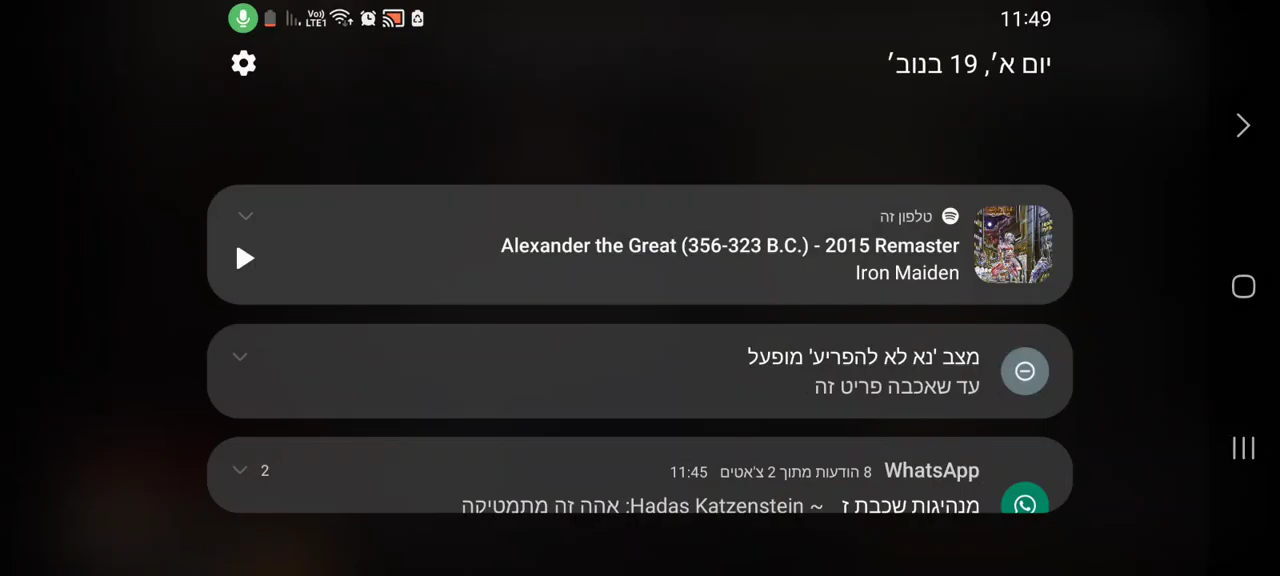 Vo) LTE1
11:49
יום א׳, 19 בנוב׳
טלפון זה
Alexander the Great (356-323 B.C.) - 2015 Remaster
Iron Maiden
מצב 'נא לא להפריע' מופעל
עד שאכבה פריט זה
WhatsApp 8 הודעות מתוך 2 צ'אטים 11:45 2
מנהיגות שכבת ז ~ Hadas Katzenstein: אהה זה מתמטיקה